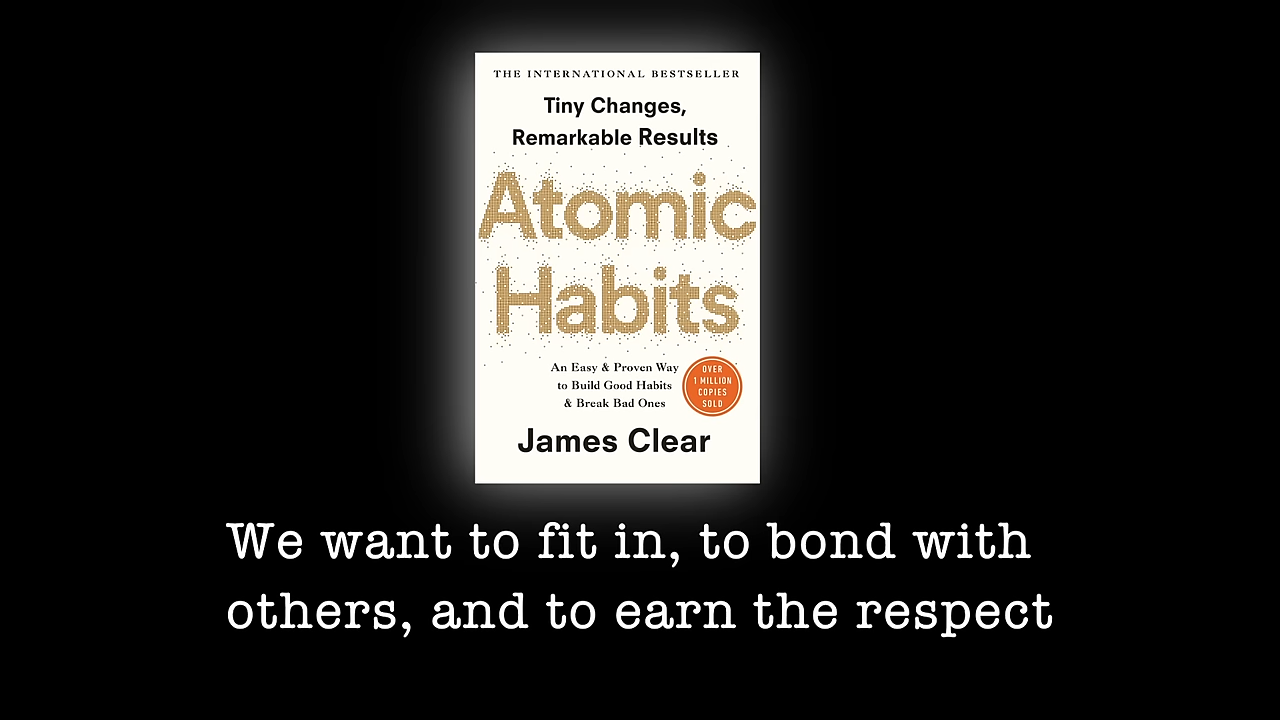 THE INTERNATIONAL BESTSELLER
Tiny Changes,
Remarkable Results
Atomic
Habits
An Easy & Proven Way
to Build Good Habits
& Break Bad Ones
OVER
1 MILLION
COPIES
SOLD
James Clear
We want to fit in, to bond with
others, and to earn the respect